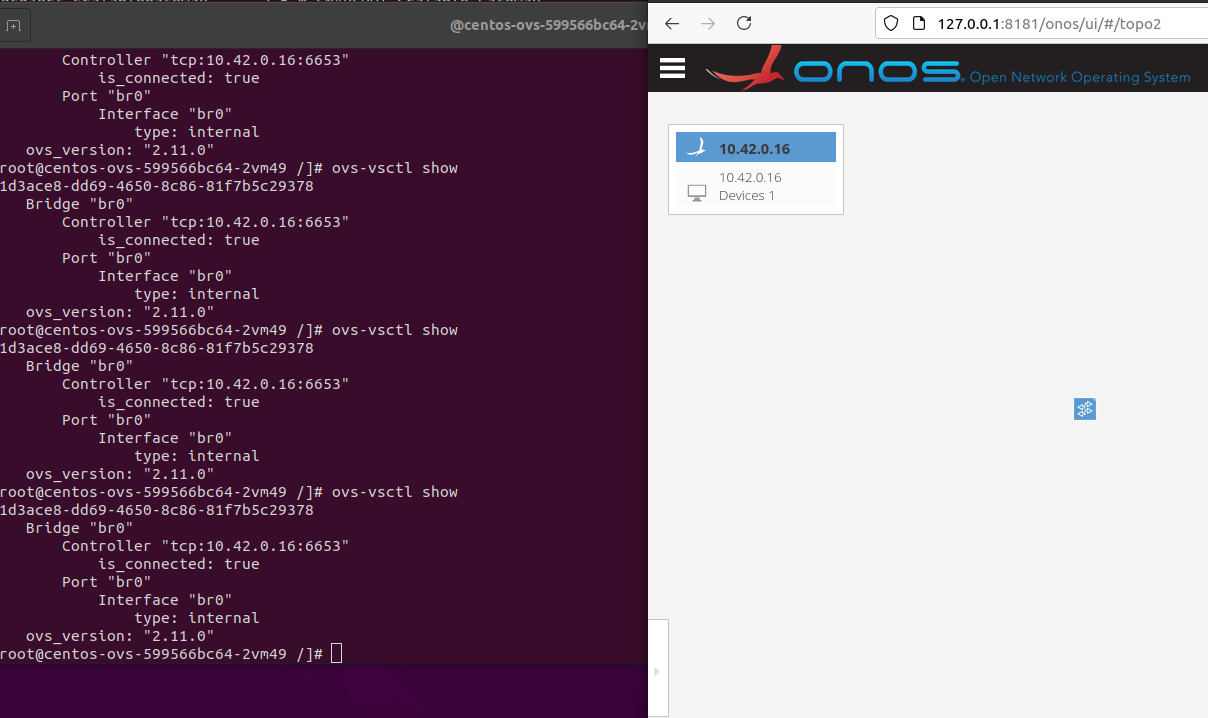 @centos-ovs-599566bc64-2v
Controller "tcp:10.42.0.16:6653"
is_connected: true
Port "br0"
Interface "br0"
type: internal
ovs_version: "2.11.0"
root@centos-ovs-599566bc64-2vm49 /]# ovs-vsctl show
1d3ace8-dd69-4650-8c86-81f7b5c29378
Bridge "br0"
Controller "tcp:10.42.0.16:6653"
is_connected: true
Port "br0"
Interface "br0"
type: internal
ovs_version: "2.11.0"
root@centos-ovs-599566bc64-2vm49 /]# ovs-vsctl show
1d3ace8-dd69-4650-8c86-81f7b5c29378
Bridge "br0"
Controller "tcp:10.42.0.16:6653"
is_connected: true
Port "br0"
Interface "br0"
type: internal
ovs_version: "2.11.0"
root@centos-ovs-599566bc64-2vm49 /]# ovs-vsctl show
1d3ace8-dd69-4650-8c86-81f7b5c29378
Bridge "br0"
Controller "tcp:10.42.0.16:6653"
is_connected: true
Port "br0"
Interface "br0"
type: internal
ovs_version: "2.11.0"
root@centos-ovs-599566bc64-2vm49 /]#
127.0.0.1:8181/onos/ui/#/topo2
onos Open Network Operating System
10.42.0.16
10.42.0.16
Devices 1